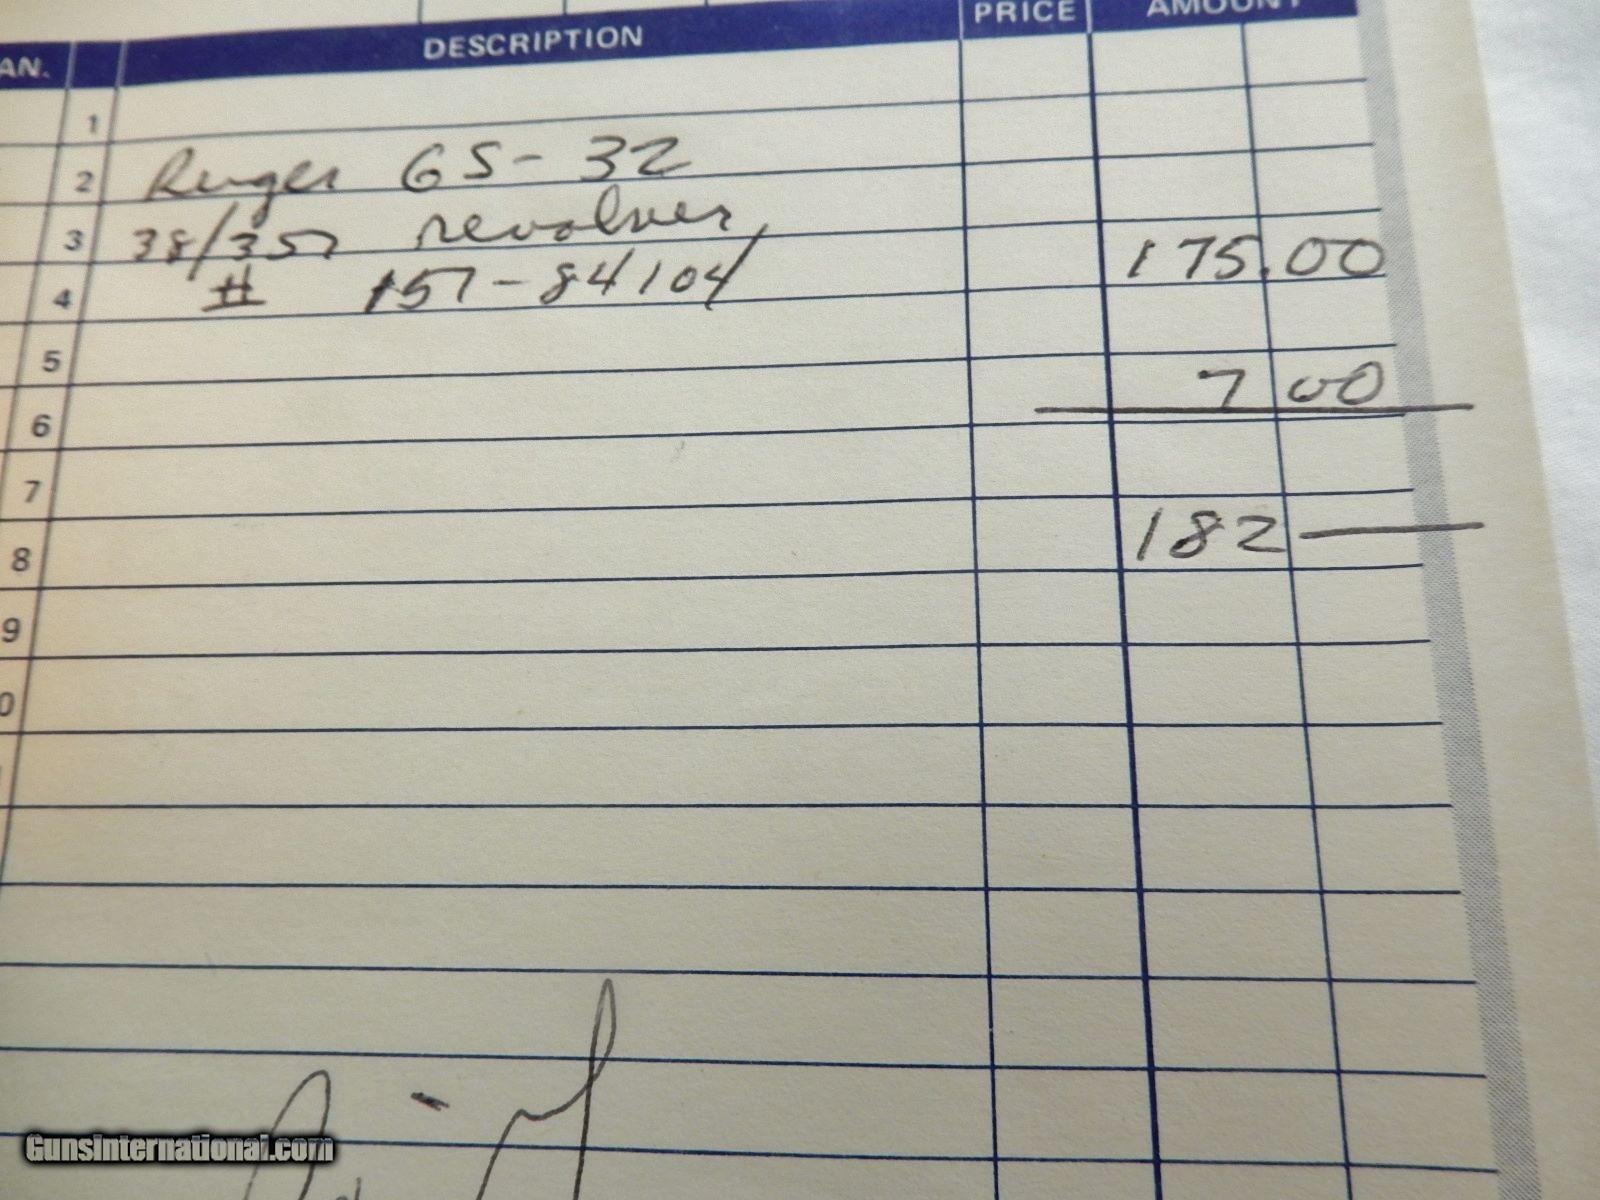 AN. DESCRIPTION PRICE AMOUNT
1
2 Ruger GS-32
3 38/357 revolver, 175.00
4 # 157-84104
5 7 00
6
7 182 —
8
9
0
GunsInternational.com